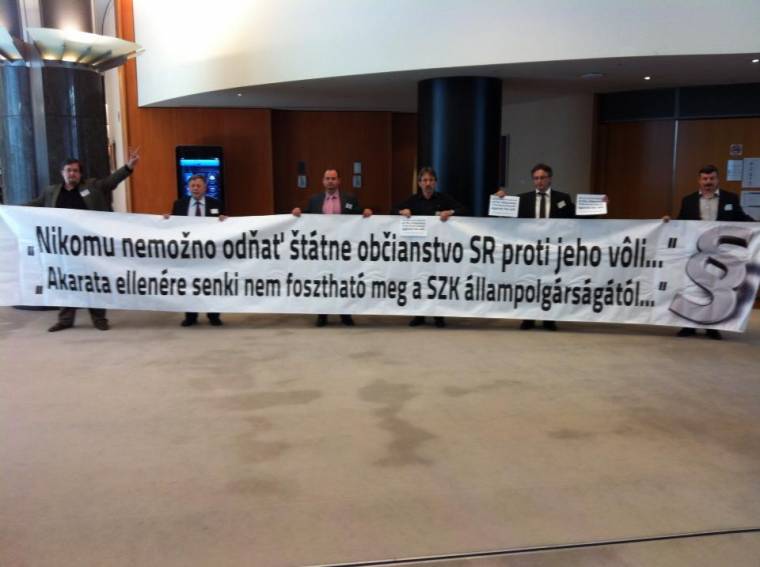 „Nikomu nemožno odňať štátne občianstvo SR proti jeho vôli..."
„Akarata ellenére senki nem fosztható meg a SZK állampolgárságától..."
§